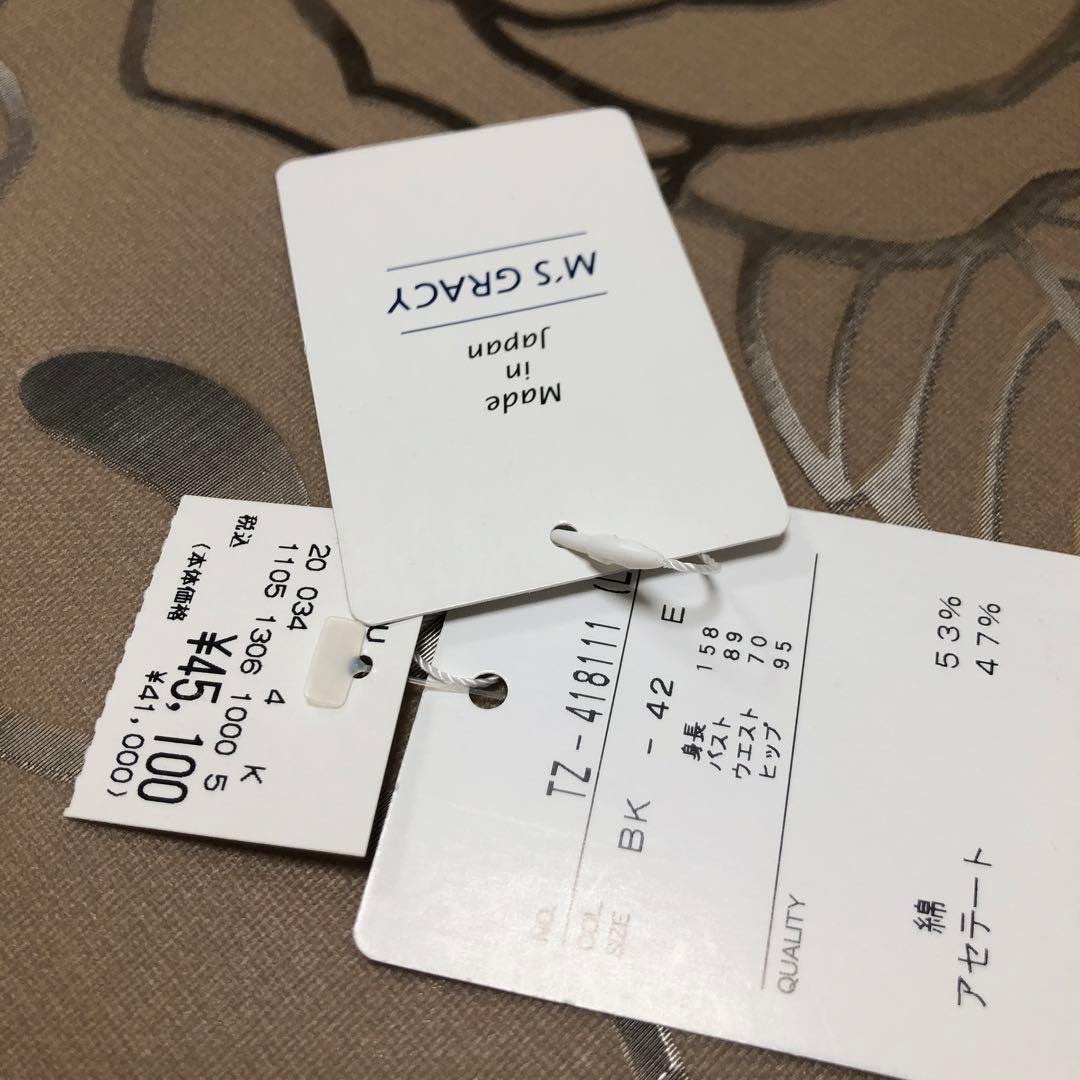 M'S GRACY
Made
in
Japan
U
20 034 4 K
1105 1306 1000 5
税込 ¥45,100
(本体価格 ¥41,000)
NO. TZ-418111
COL.
SIZE BK - 42 E
身長 158
バスト 89
ウエスト 70
ヒップ 95
QUALITY
綿 53%
アセテート 47%